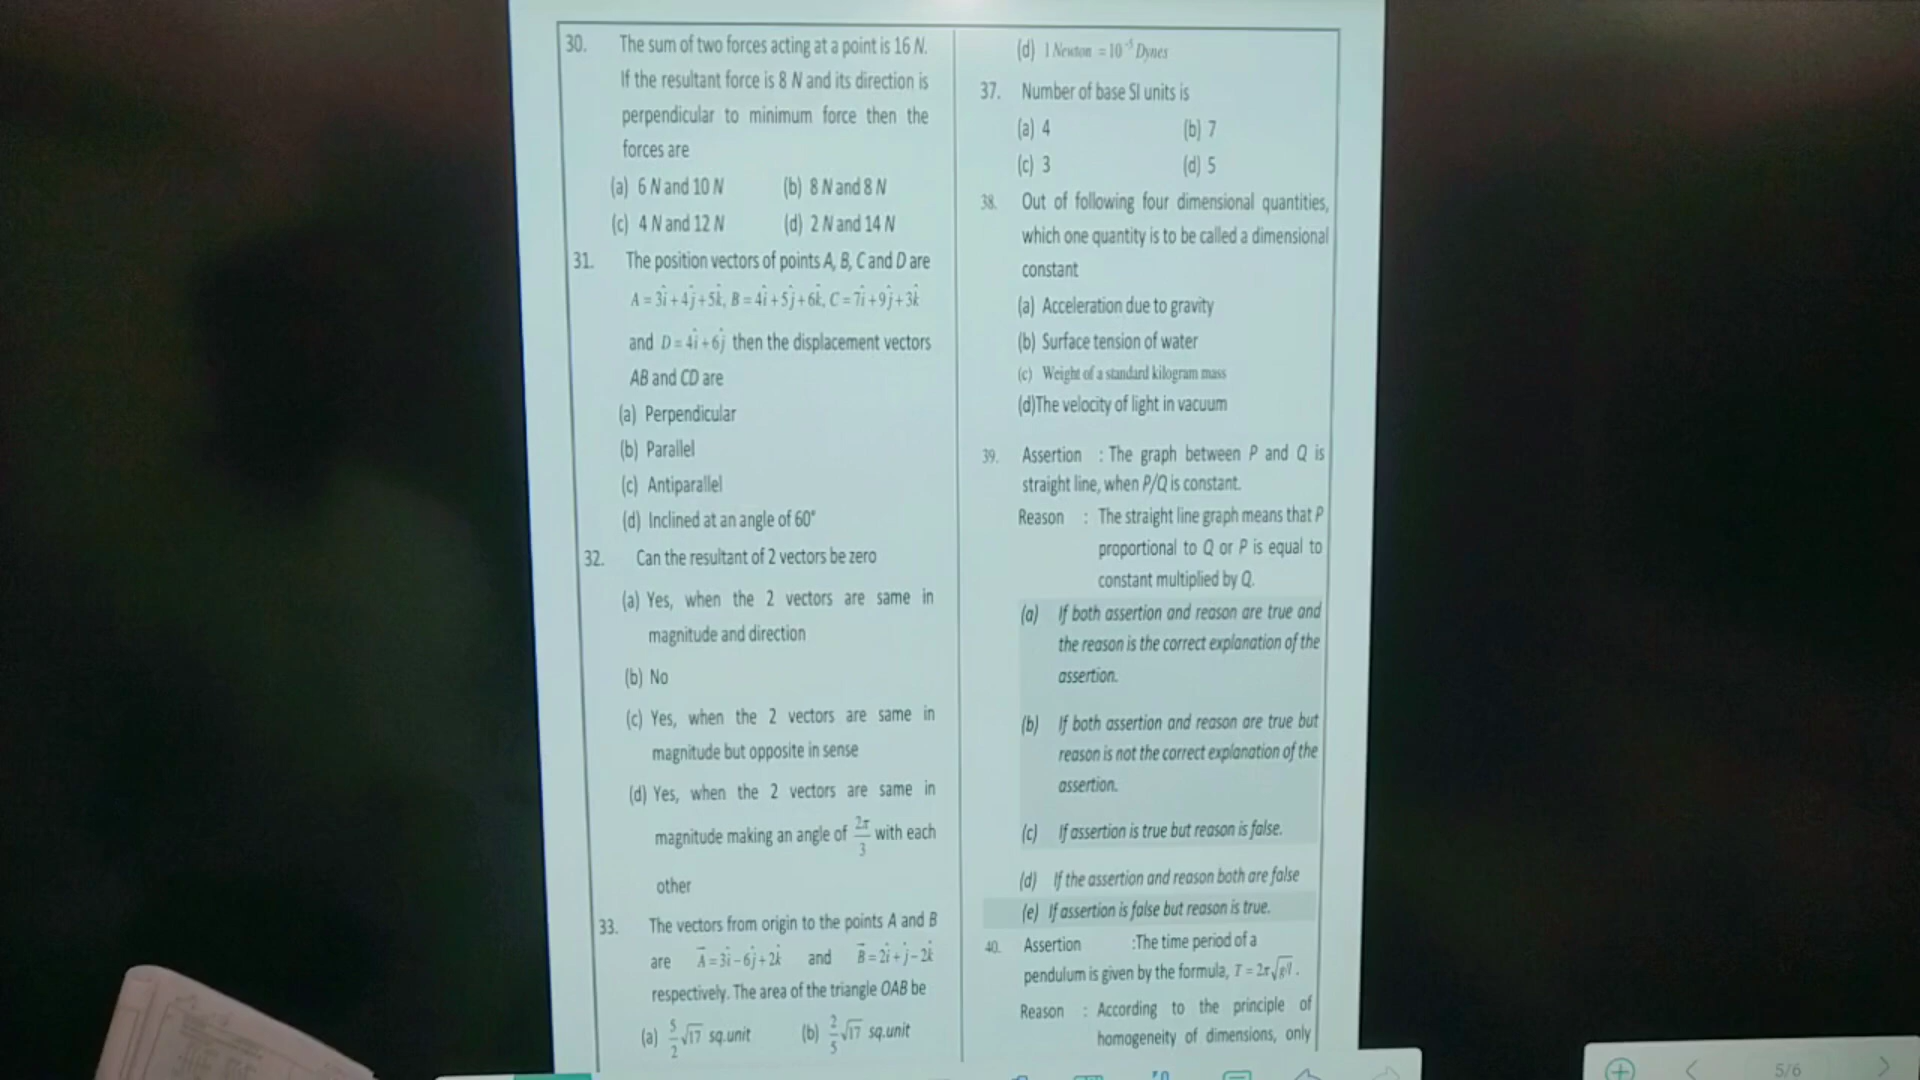 30. The sum of two forces acting at a point is 16 N.
If the resultant force is 8 N and its direction is
perpendicular to minimum force then the
forces are
(a) 6 N and 10 N (b) 8 N and 8 N
(c) 4 N and 12 N (d) 2 N and 14 N
31. The position vectors of points A, B, C and D are
A = 3î + 4ĵ + 5k̂, B = 4î + 5ĵ + 6k̂, C = 7î + 9ĵ + 3k̂
and D = 4î + 6ĵ then the displacement vectors
AB and CD are
(a) Perpendicular
(b) Parallel
(c) Antiparallel
(d) Inclined at an angle of 60°
32. Can the resultant of 2 vectors be zero
(a) Yes, when the 2 vectors are same in
magnitude and direction
(b) No
(c) Yes, when the 2 vectors are same in
magnitude but opposite in sense
(d) Yes, when the 2 vectors are same in
magnitude making an angle of 2π/3 with each
other
33. The vectors from origin to the points A and B
are A⃗ = 3î − 6ĵ + 2k̂ and B⃗ = 2î + ĵ − 2k̂
respectively. The area of the triangle OAB be
(a) 5/2 √17 sq.unit (b) 2/5 √17 sq.unit
(d) 1 Newton = 10⁻⁵ Dynes
37. Number of base SI units is
(a) 4 (b) 7
(c) 3 (d) 5
38. Out of following four dimensional quantities,
which one quantity is to be called a dimensional
constant
(a) Acceleration due to gravity
(b) Surface tension of water
(c) Weight of a standard kilogram mass
(d)The velocity of light in vacuum
39. Assertion : The graph between P and Q is
straight line, when P/Q is constant.
Reason : The straight line graph means that P
proportional to Q or P is equal to
constant multiplied by Q.
(a) If both assertion and reason are true and
the reason is the correct explanation of the
assertion.
(b) If both assertion and reason are true but
reason is not the correct explanation of the
assertion.
(c) If assertion is true but reason is false.
(d) If the assertion and reason both are false
(e) If assertion is false but reason is true.
40. Assertion :The time period of a
pendulum is given by the formula, T = 2π√g/l .
Reason : According to the principle of
homogeneity of dimensions, only
5/6